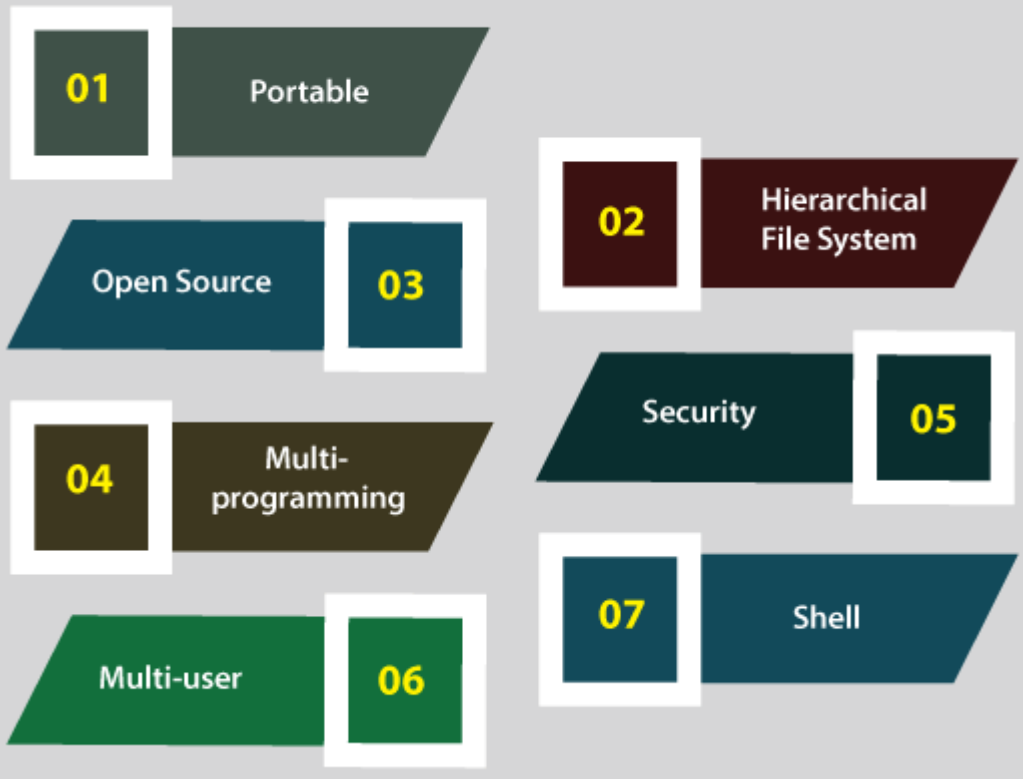 01
Portable
02
Hierarchical
File System
Open Source
03
04
Multi-
programming
Security
05
Multi-user
06
07
Shell